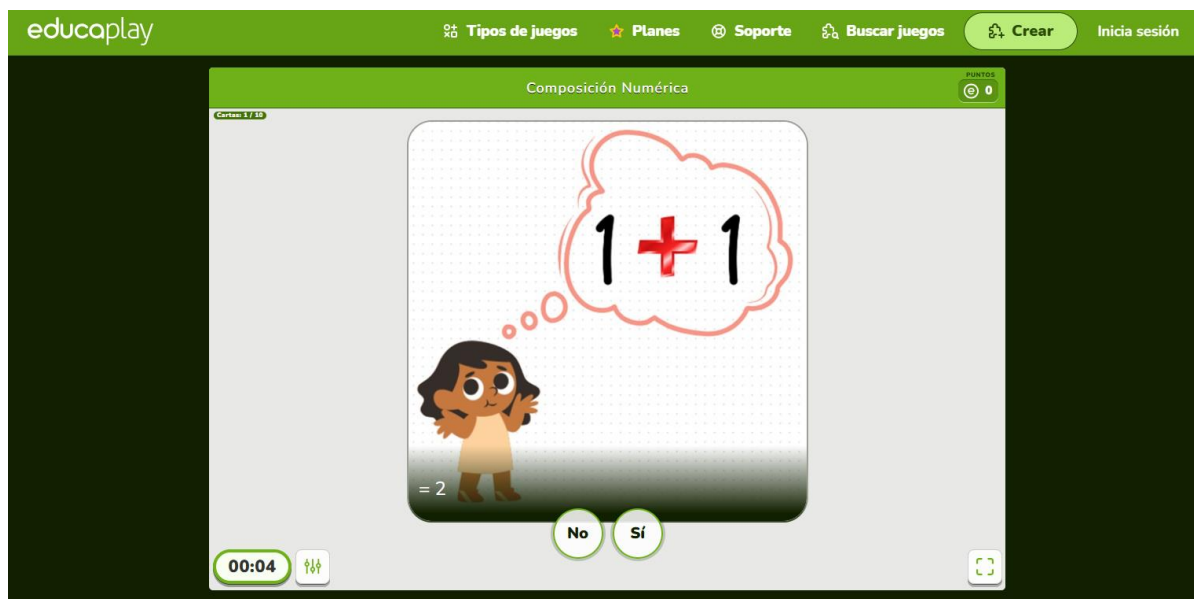 educaplay Tipos de juegos Planes Soporte Buscar juegos Crear Inicia sesión
Composición Numérica
PUNTOS
e 0
Cartas: 1 / 10
1 + 1
= 2
No Sí
00:04